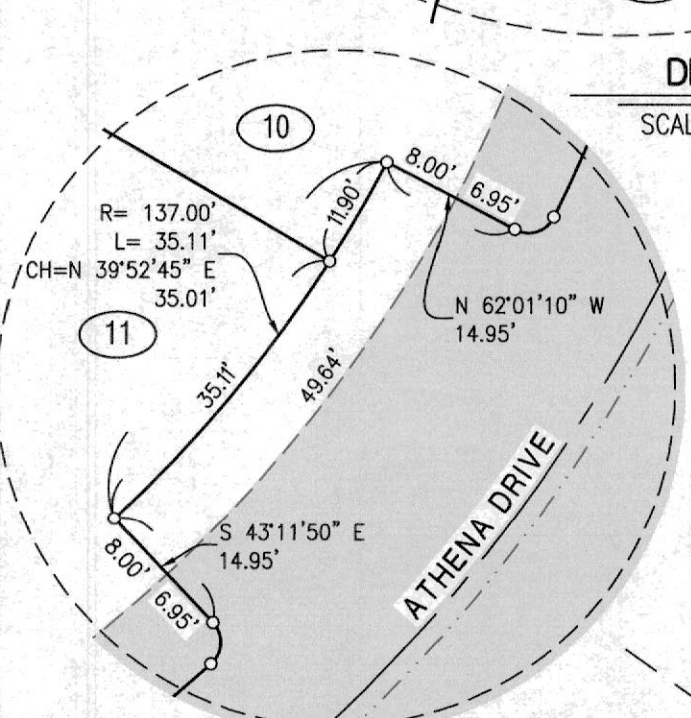 10
8.00'
6.95'
11.90'
R= 137.00'
L= 35.11'
CH=N 39°52'45" E
35.01'
N 62°01'10" W
14.95'
11
35.11'
49.64'
ATHENA DRIVE
S 43°11'50" E
14.95'
8.00'
6.95'